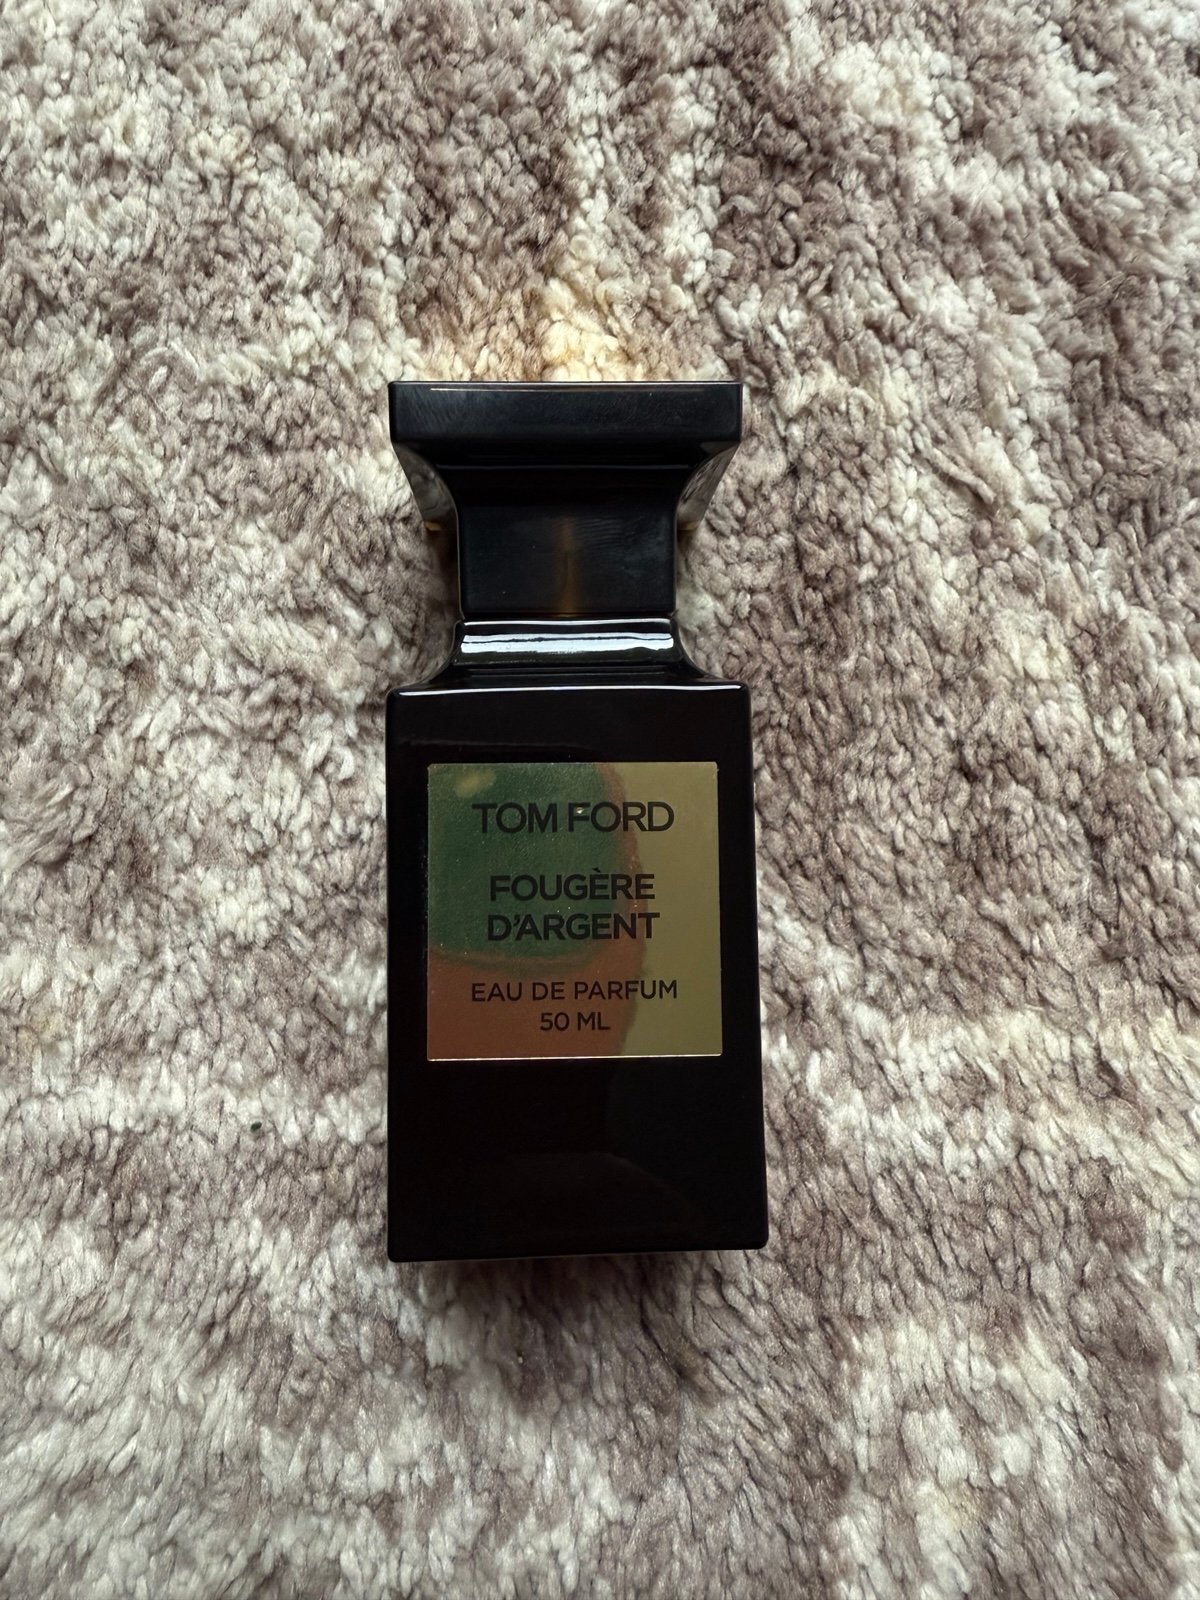 TOM FORD
FOUGÈRE
D'ARGENT
EAU DE PARFUM
50 ML